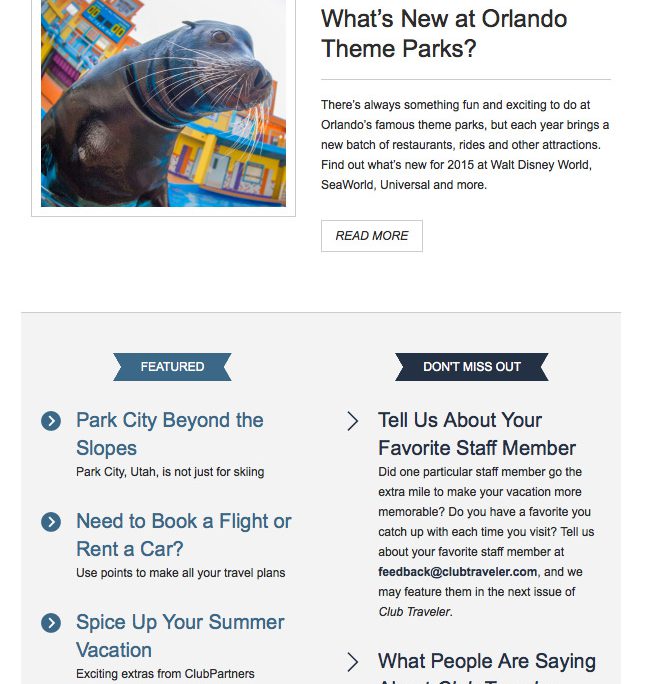 What's New at Orlando
Theme Parks?
There's always something fun and exciting to do at
Orlando's famous theme parks, but each year brings a
new batch of restaurants, rides and other attractions.
Find out what's new for 2015 at Walt Disney World,
SeaWorld, Universal and more.
READ MORE
FEATURED
Park City Beyond the
Slopes
Park City, Utah, is not just for skiing
Need to Book a Flight or
Rent a Car?
Use points to make all your travel plans
Spice Up Your Summer
Vacation
Exciting extras from ClubPartners
DON'T MISS OUT
Tell Us About Your
Favorite Staff Member
Did one particular staff member go the
extra mile to make your vacation more
memorable? Do you have a favorite you
catch up with each time you visit? Tell us
about your favorite staff member at
feedback@clubtraveler.com, and we
may feature them in the next issue of
Club Traveler.
What People Are Saying
About Club Traveler